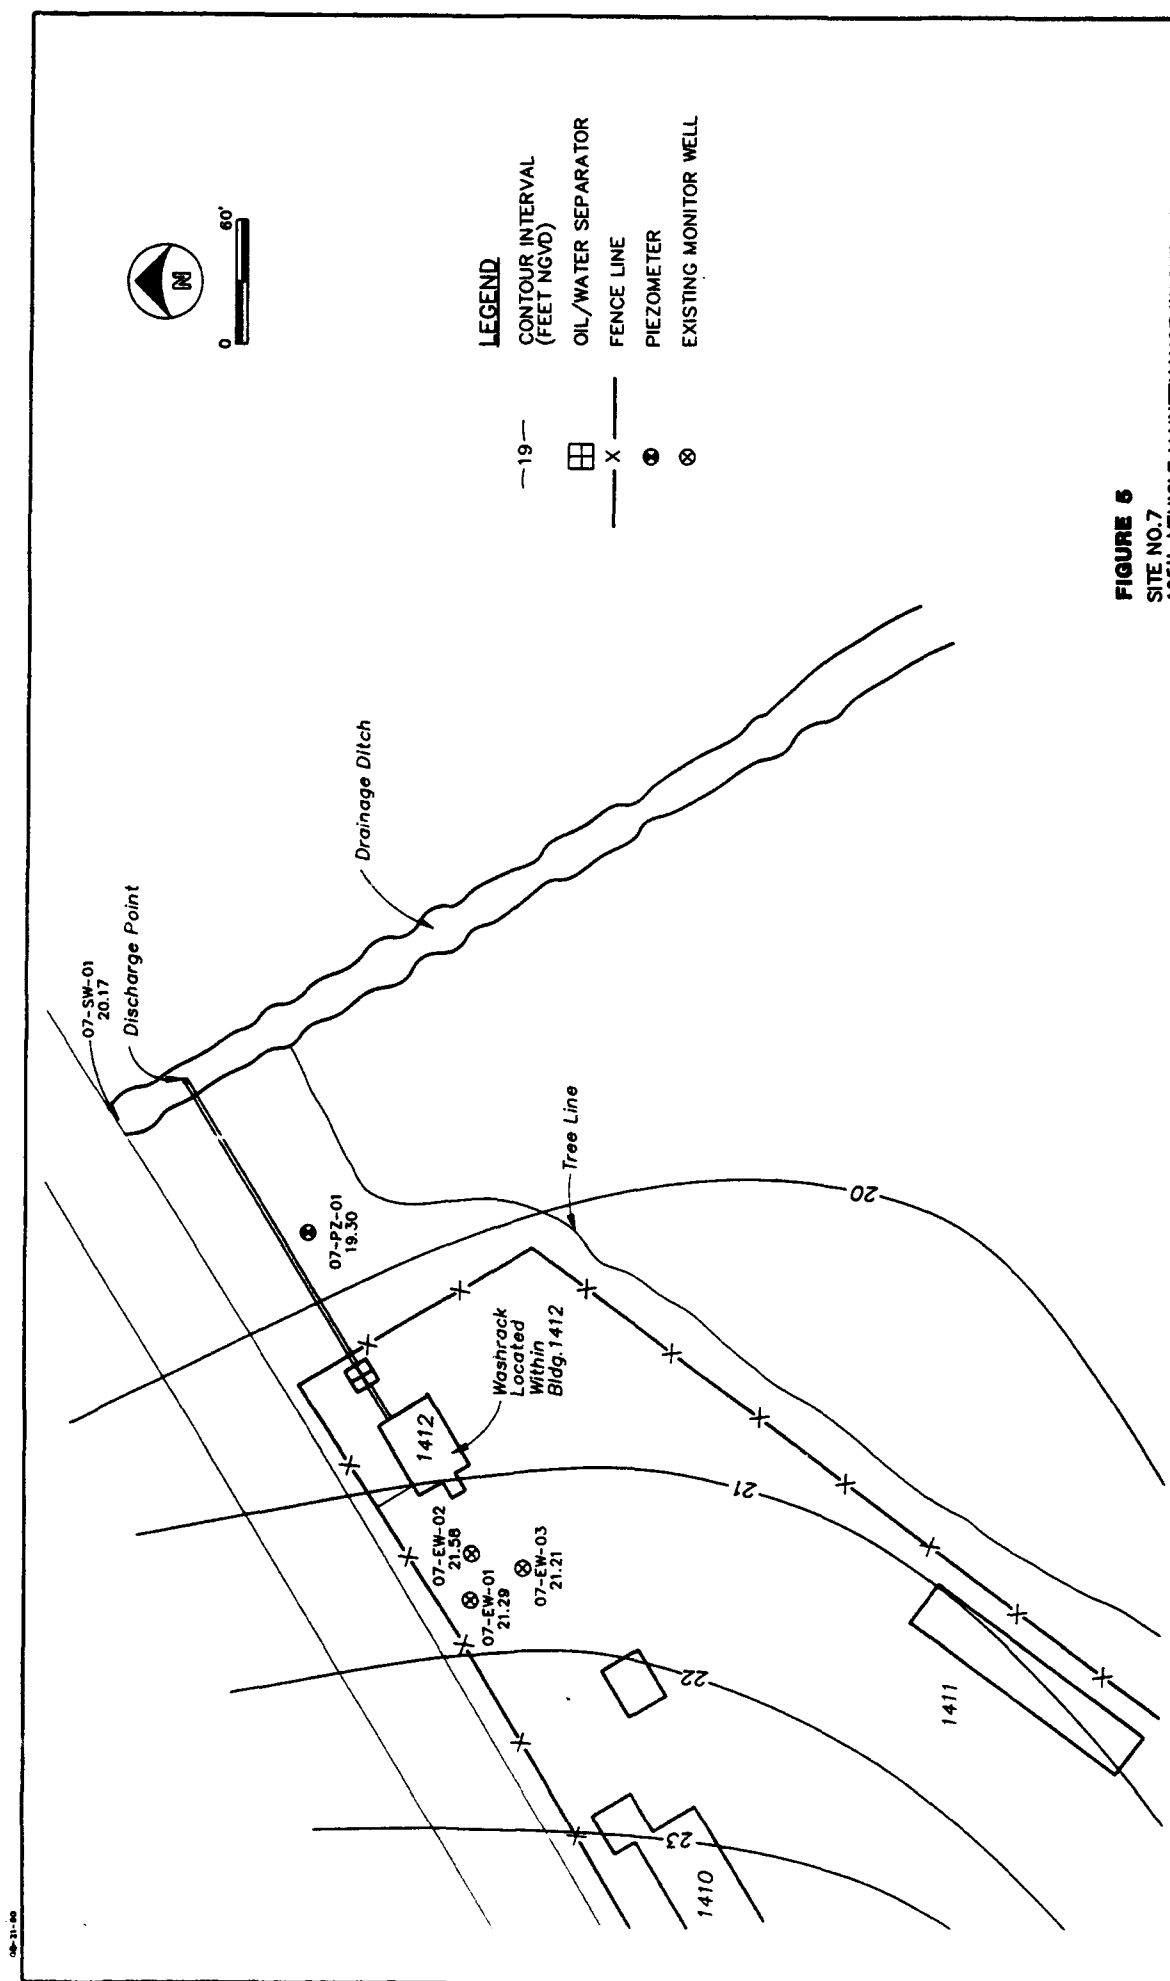 07-SW-01
20.17
Discharge Point
Drainage Ditch
07-PZ-01
19.30
Tree Line
20
Washrack
Located
Within
Bldg. 1412
1412
21
07-EW-02
21.58
07-EW-01
21.29
07-EW-03
21.21
22
1411
23
1410
N
0 60'
LEGEND
—19— CONTOUR INTERVAL
(FEET NGVD)
OIL/WATER SEPARATOR
X FENCE LINE
PIEZOMETER
EXISTING MONITOR WELL
FIGURE 5
SITE NO.7